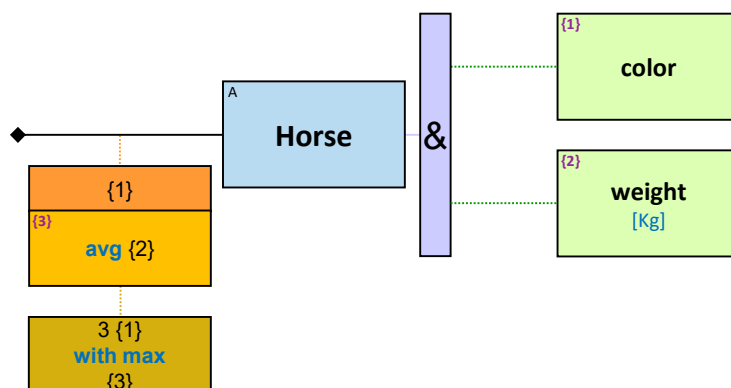 {1}
color
A
Horse
&
{2}
weight
[Kg]
{1}
{3}
avg {2}
3 {1}
with max
{3}